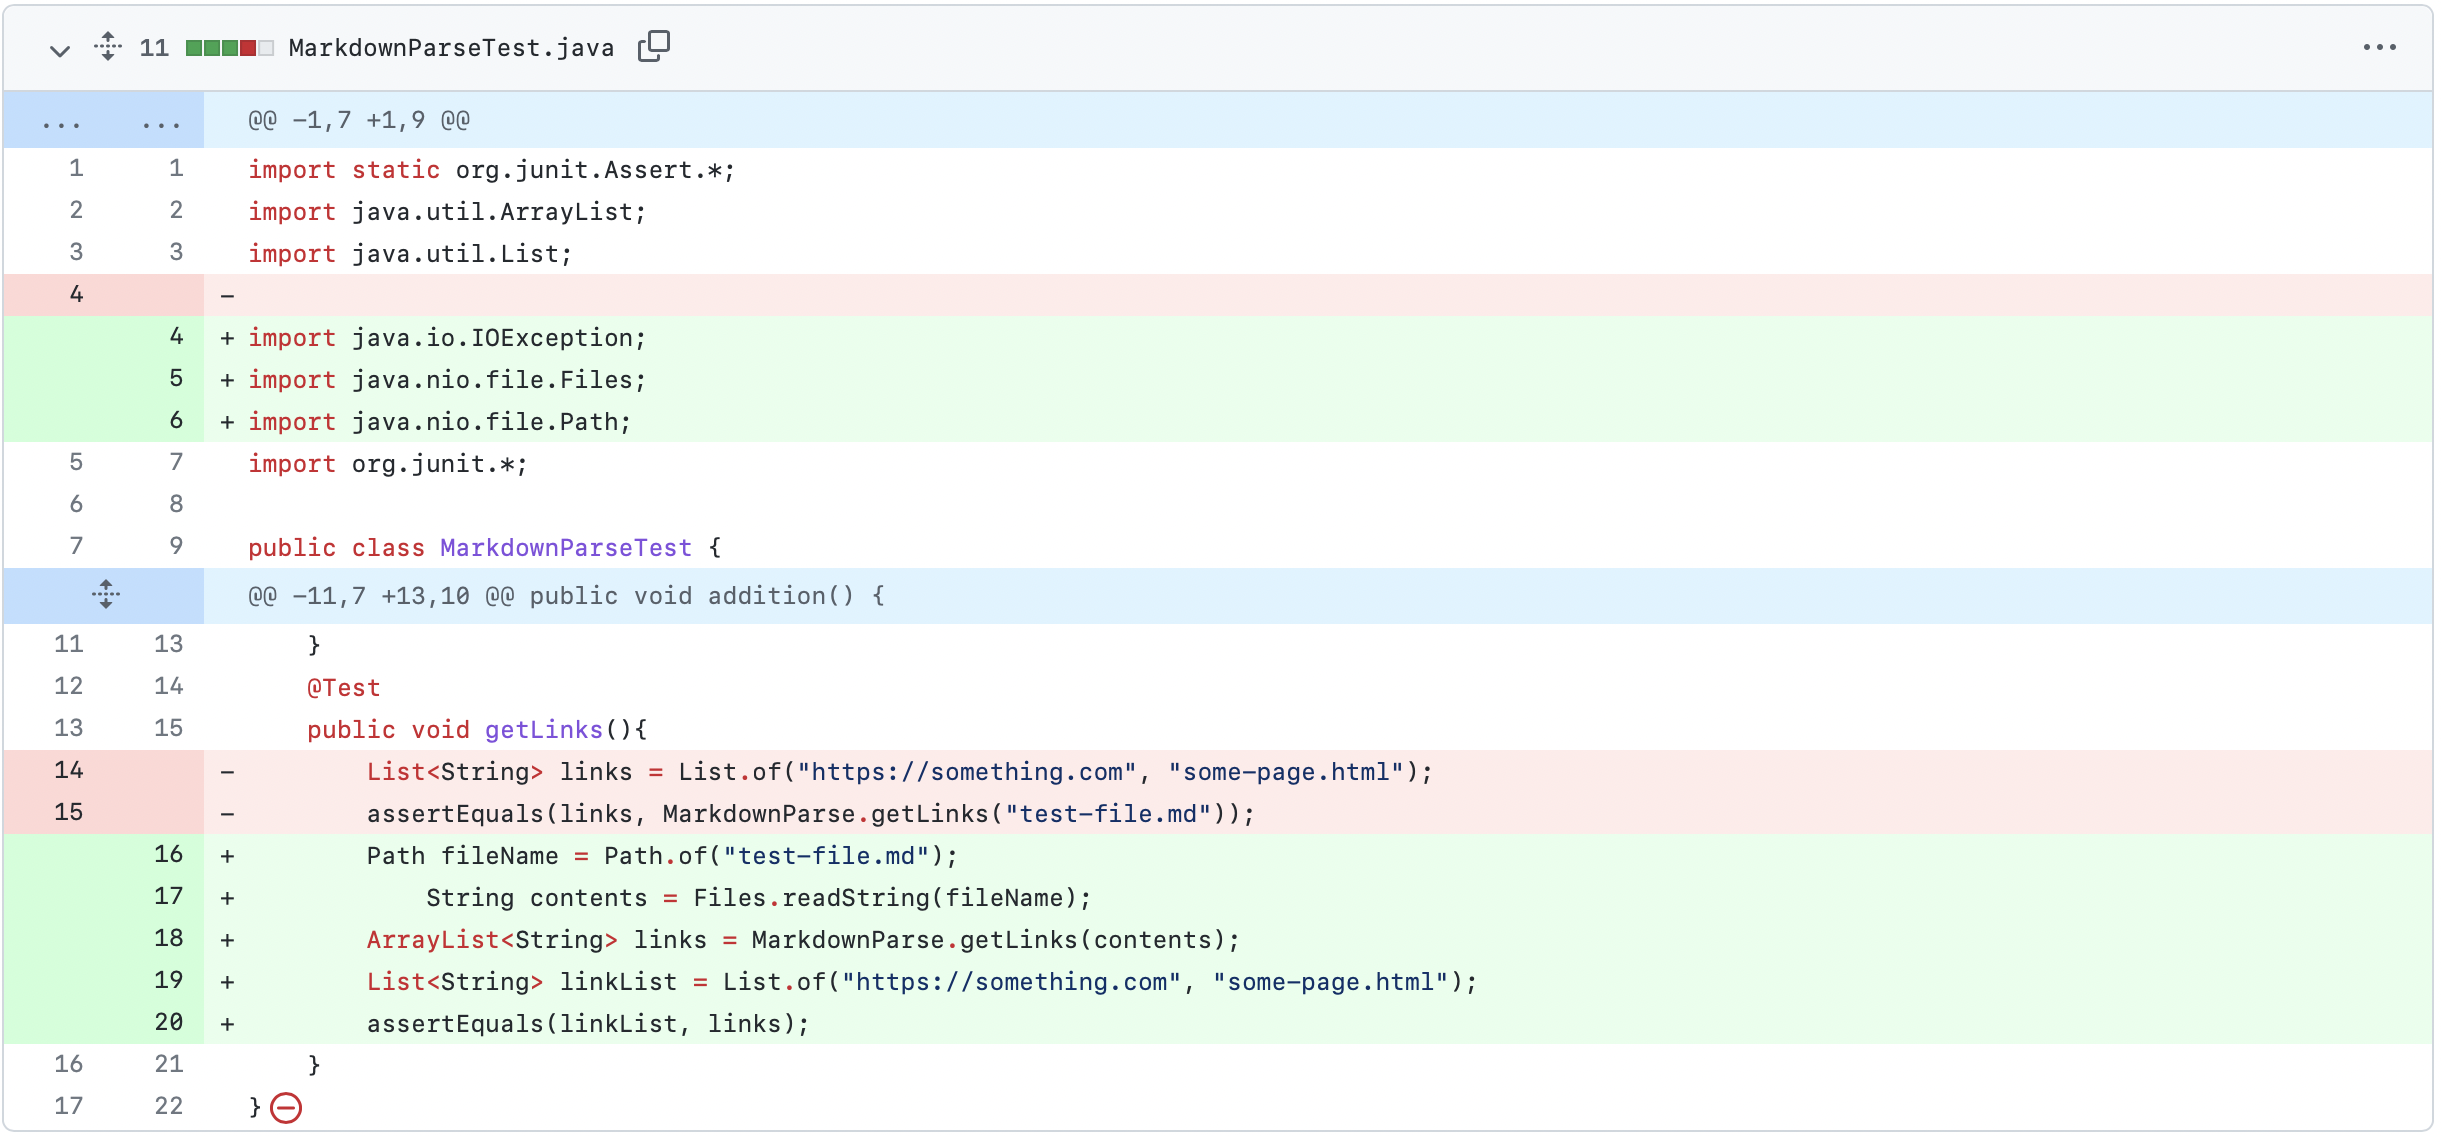 11 MarkdownParseTest.java
... ... @@ -1,7 +1,9 @@
1 1 import static org.junit.Assert.*;
2 2 import java.util.ArrayList;
3 3 import java.util.List;
4 -
4 + import java.io.IOException;
5 + import java.nio.file.Files;
6 + import java.nio.file.Path;
5 7 import org.junit.*;
6 8
7 9 public class MarkdownParseTest {
@@ -11,7 +13,10 @@ public void addition() {
11 13     }
12 14     @Test
13 15     public void getLinks(){
14 -         List<String> links = List.of("https://something.com", "some-page.html");
15 -         assertEquals(links, MarkdownParse.getLinks("test-file.md"));
16 +         Path fileName = Path.of("test-file.md");
17 +             String contents = Files.readString(fileName);
18 +         ArrayList<String> links = MarkdownParse.getLinks(contents);
19 +         List<String> linkList = List.of("https://something.com", "some-page.html");
20 +         assertEquals(linkList, links);
16 21     }
17 22 }